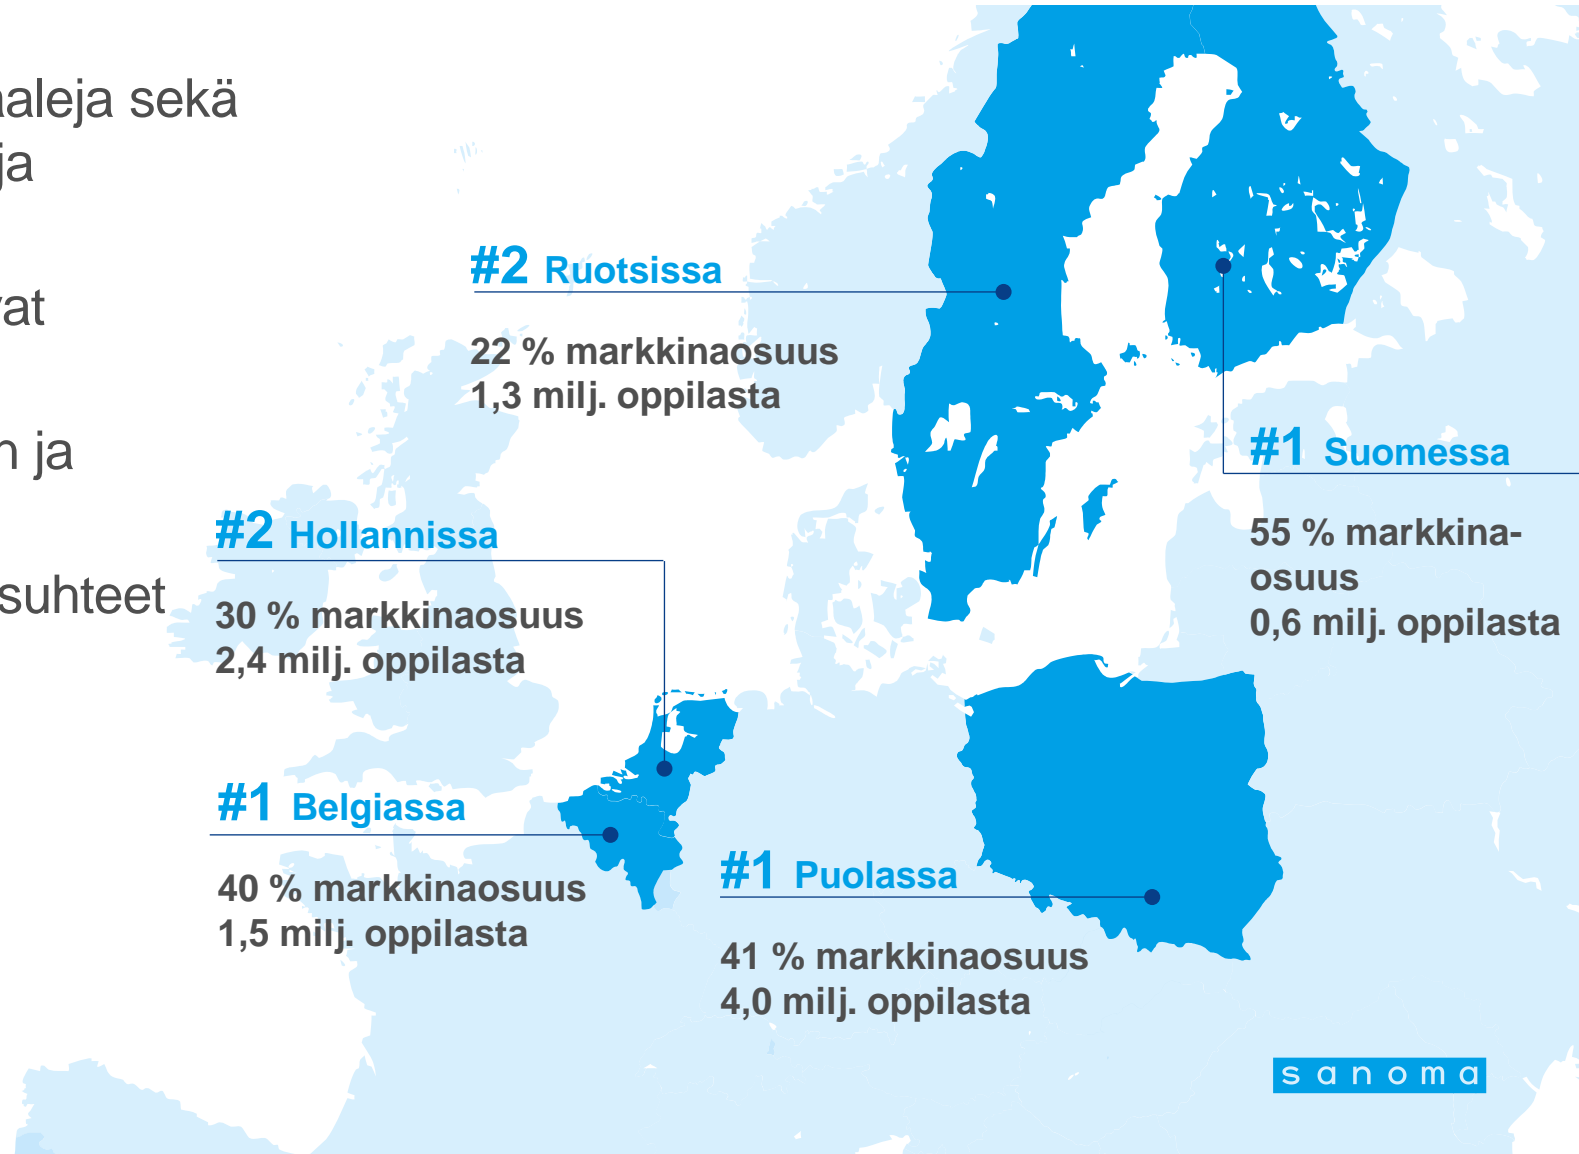 sekä
ja
ja
suhteet
#2 Ruotsissa
22 % markkinaosuus
1,3 milj. oppilasta
#1 Suomessa
55 % markkina-
osuus
0,6 milj. oppilasta
#2 Hollannissa
30 % markkinaosuus
2,4 milj. oppilasta
#1 Belgiassa
40 % markkinaosuus
1,5 milj. oppilasta
#1 Puolassa
41 % markkinaosuus
4,0 milj. oppilasta
sanoma